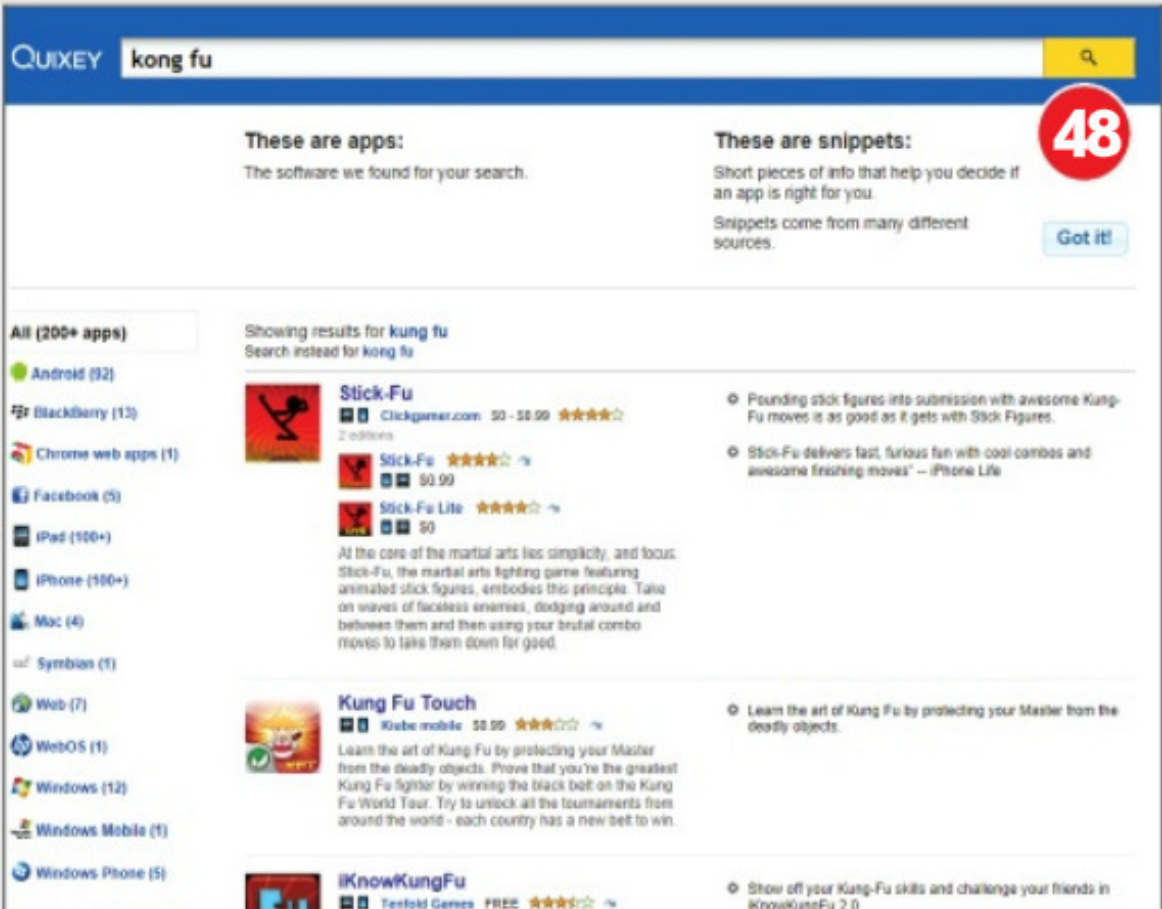 QUIXEY
kong fu
48
These are apps:
The software we found for your search.
These are snippets:
Short pieces of info that help you decide if
an app is right for you.
Snippets come from many different
sources.
Got it!
All (200+ apps)
Android (92)
BlackBerry (13)
Chrome web apps (1)
Facebook (5)
iPad (100+)
iPhone (100+)
Mac (4)
Symbian (1)
Web (7)
WebOS (1)
Windows (12)
Windows Mobile (1)
Windows Phone (5)
Showing results for kung fu
Search instead for kong fu
Stick-Fu
Clickgamer.com $0 - $0.99
2 editions
Stick-Fu
$0.99
Stick-Fu Lite
$0
At the core of the martial arts lies simplicity, and focus.
Stick-Fu, the martial arts fighting game featuring
animated stick figures, embodies this principle. Take
on waves of faceless enemies, dodging around and
between them and then using your brutal combo
moves to take them down for good.
Pounding stick figures into submission with awesome Kung-
Fu moves is as good as it gets with Stick Figures.
Stick-Fu delivers fast, furious fun with cool combos and
awesome finishing moves" -- iPhone Life
Kung Fu Touch
mobile $0.99
Learn the art of Kung Fu by protecting your Master
from the deadly objects. Prove that you're the greatest
Kung Fu fighter by winning the black belt on the Kung
Fu World Tour. Try to unlock all the tournaments from
around the world - each country has a new belt to win.
Learn the art of Kung Fu by protecting your Master from the
deadly objects.
iKnowKungFu
Tenfold Games FREE
Show off your Kung-Fu skills and challenge your friends in
iKnowKungFu 2.0